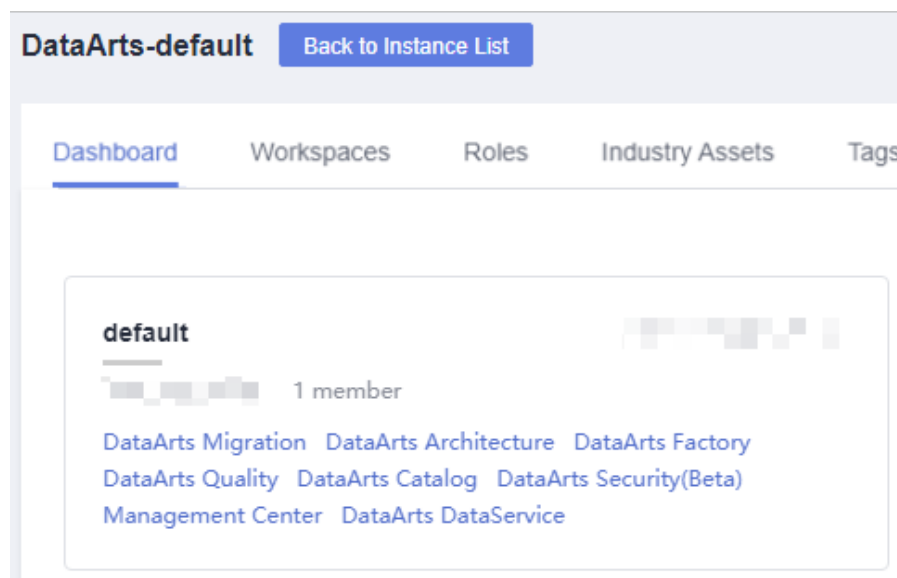 DataArts-default Back to Instance List
Dashboard Workspaces Roles Industry Assets Tags
default
1 member
DataArts Migration DataArts Architecture DataArts Factory
DataArts Quality DataArts Catalog DataArts Security(Beta)
Management Center DataArts DataService